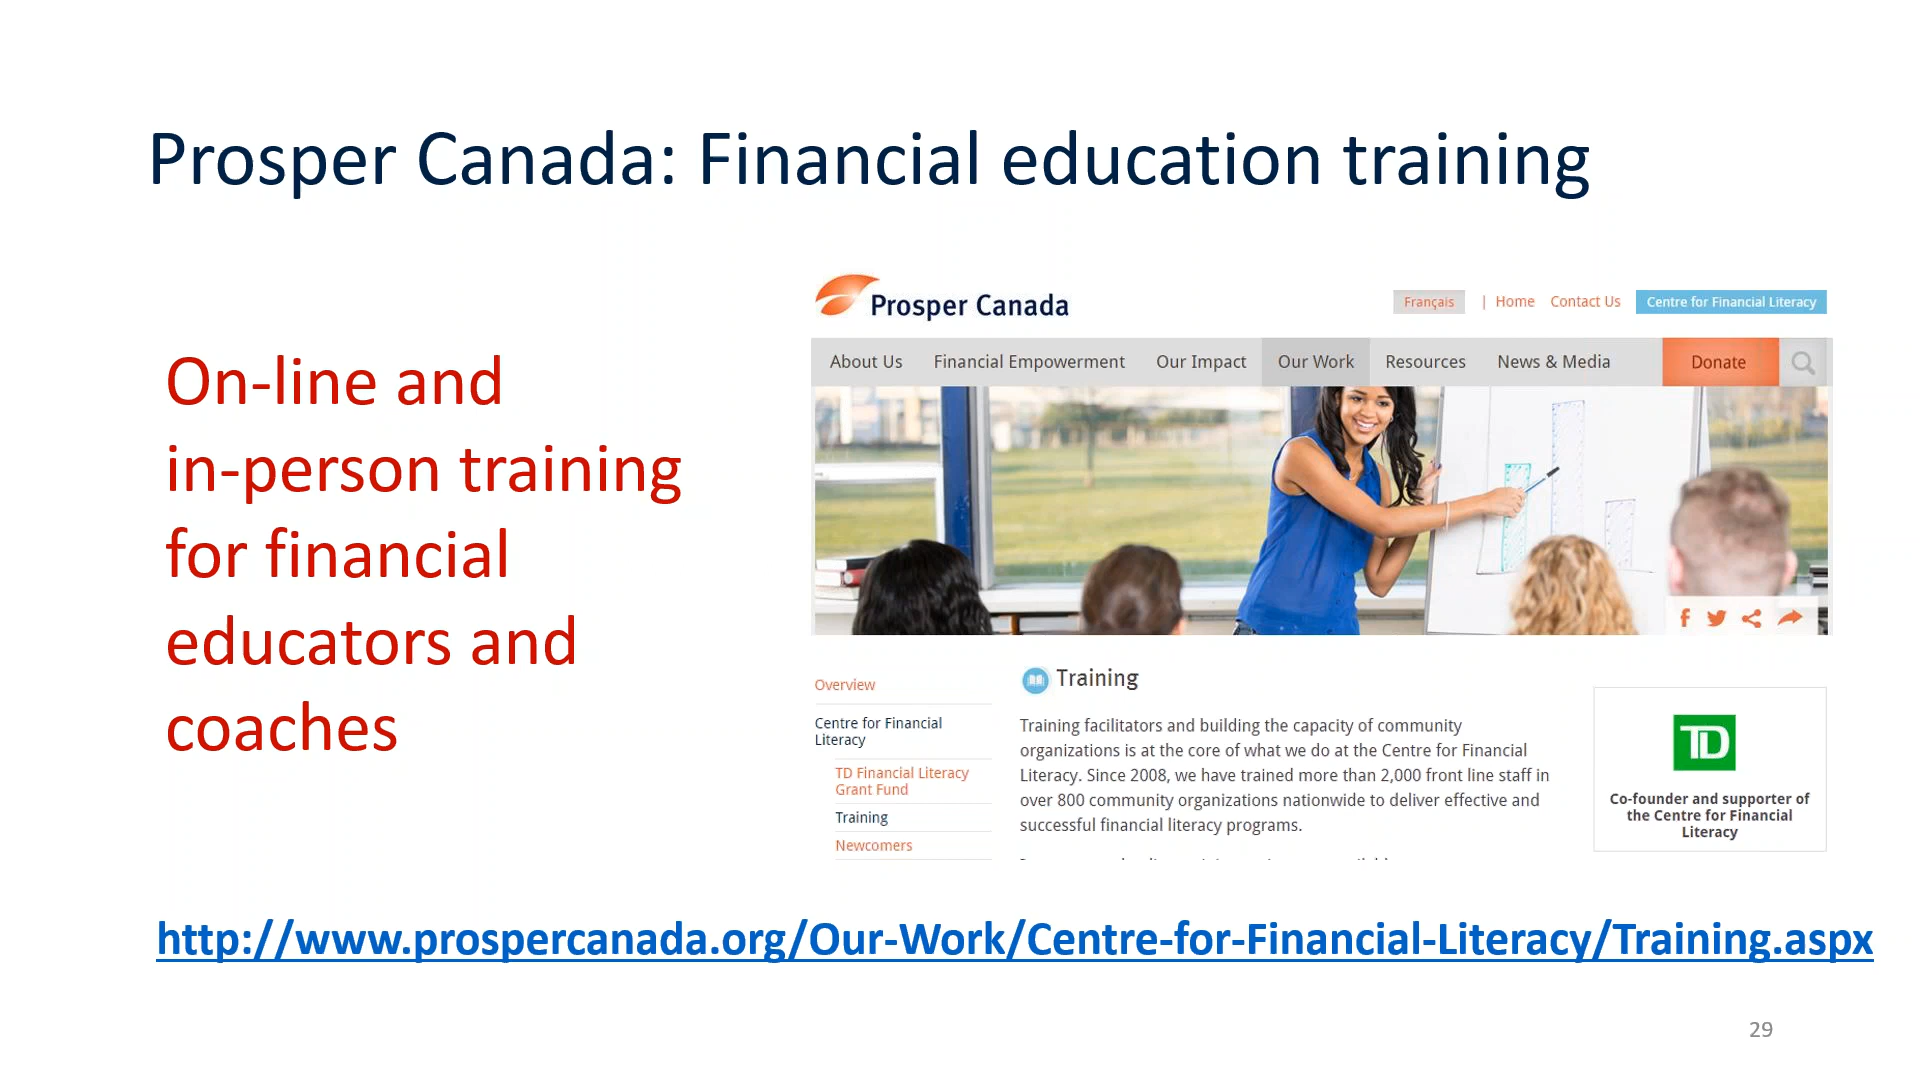 Prosper Canada: Financial education training
On-line and
in-person training
for financial
educators and
coaches
Prosper Canada
Français | Home Contact Us Centre for Financial Literacy
About Us Financial Empowerment Our Impact Our Work Resources News & Media Donate
Overview
Centre for Financial
Literacy
TD Financial Literacy
Grant Fund
Training
Newcomers
Training
Training facilitators and building the capacity of community
organizations is at the core of what we do at the Centre for Financial
Literacy. Since 2008, we have trained more than 2,000 front line staff in
over 800 community organizations nationwide to deliver effective and
successful financial literacy programs.
TD
Co-founder and supporter of
the Centre for Financial
Literacy
http://www.prospercanada.org/Our-Work/Centre-for-Financial-Literacy/Training.aspx
29